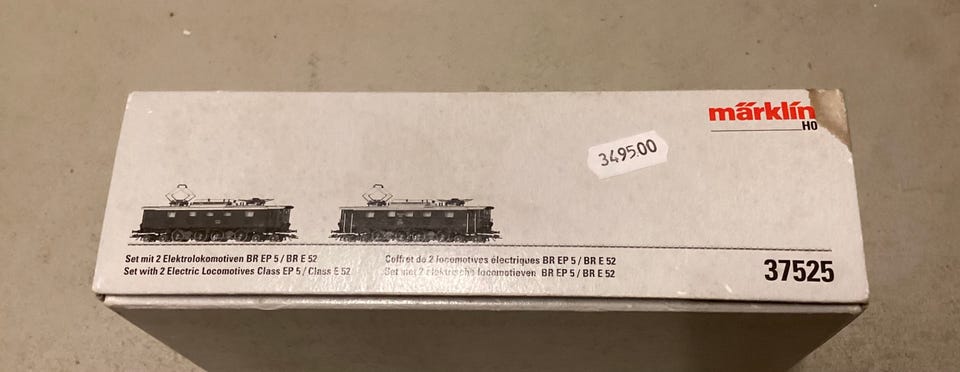 märklin
H0
3495.00
Set mit 2 Elektrolokomotiven BR EP 5 / BR E 52
Set with 2 Electric Locomotives Class EP 5 / Class E 52
Coffret de 2 locomotives électriques BR EP 5 / BR E 52
Set met 2 elektrische locomotieven BR EP 5 / BR E 52
37525